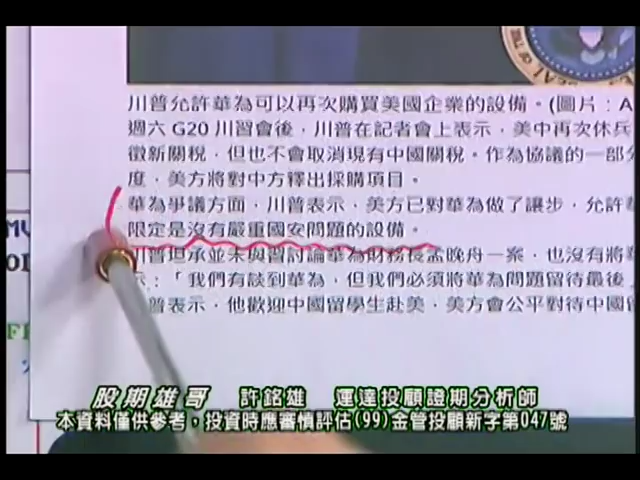 SEAL OF THE
川普允許華為可以再次購買美國企業的設備。(圖片:A
週六 G20 川習會後,川普在記者會上表示,美中再次休兵
徵新關稅,但也不會取消現有中國關稅。作為協議的一部分
度,美方將對中方釋出採購項目。
華為爭議方面,川普表示,美方已對華為做了讓步,允許華
限定是沒有嚴重國安問題的設備。
川普坦承並未與習討論華為財務長孟晚舟一案,也沒有將華
示:「我們有談到華為,但我們必須將華為問題留待最後
普表示,他歡迎中國留學生赴美,美方會公平對待中國留
股期雄哥 許銘雄 運達投顧證期分析師
本資料僅供參考,投資時應審慎評估(99)金管投顧新字第047號